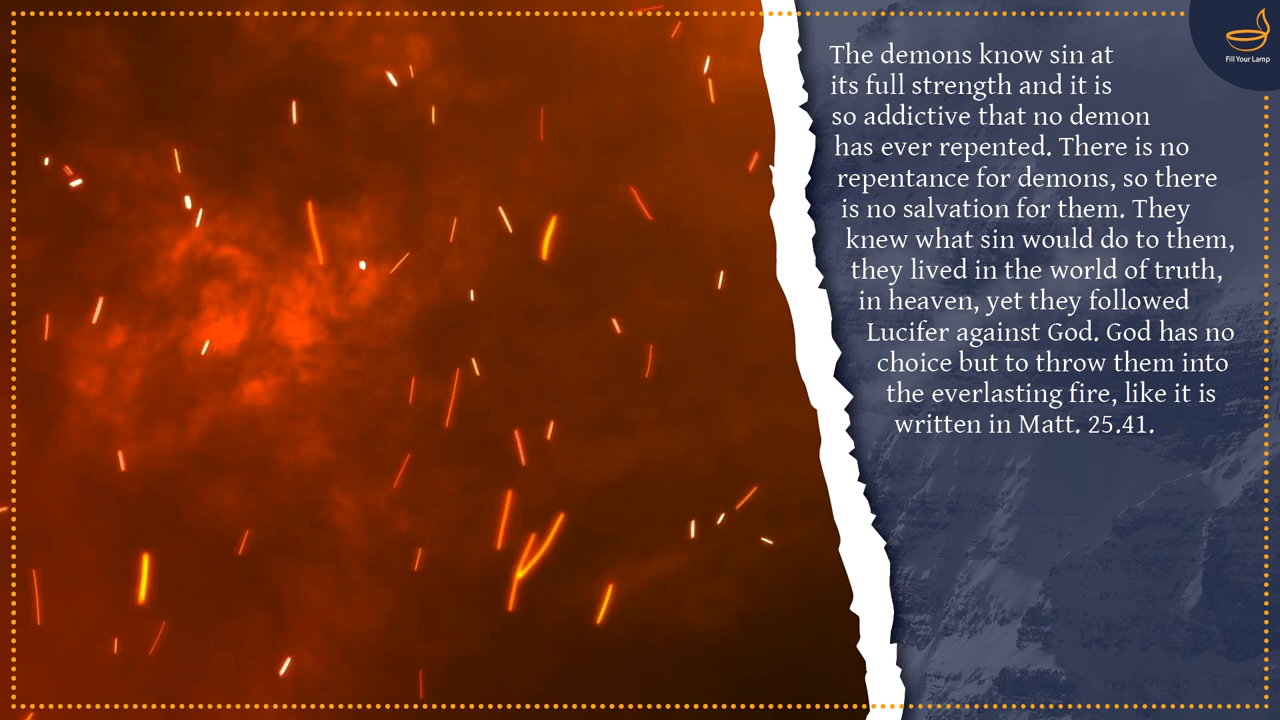 The demons know sin at
its full strength and it is
so addictive that no demon
has ever repented. There is no
repentance for demons, so there
is no salvation for them. They
knew what sin would do to them,
they lived in the world of truth,
in heaven, yet they followed
Lucifer against God. God has no
choice but to throw them into
the everlasting fire, like it is
written in Matt. 25.41.
Fill Your Lamp